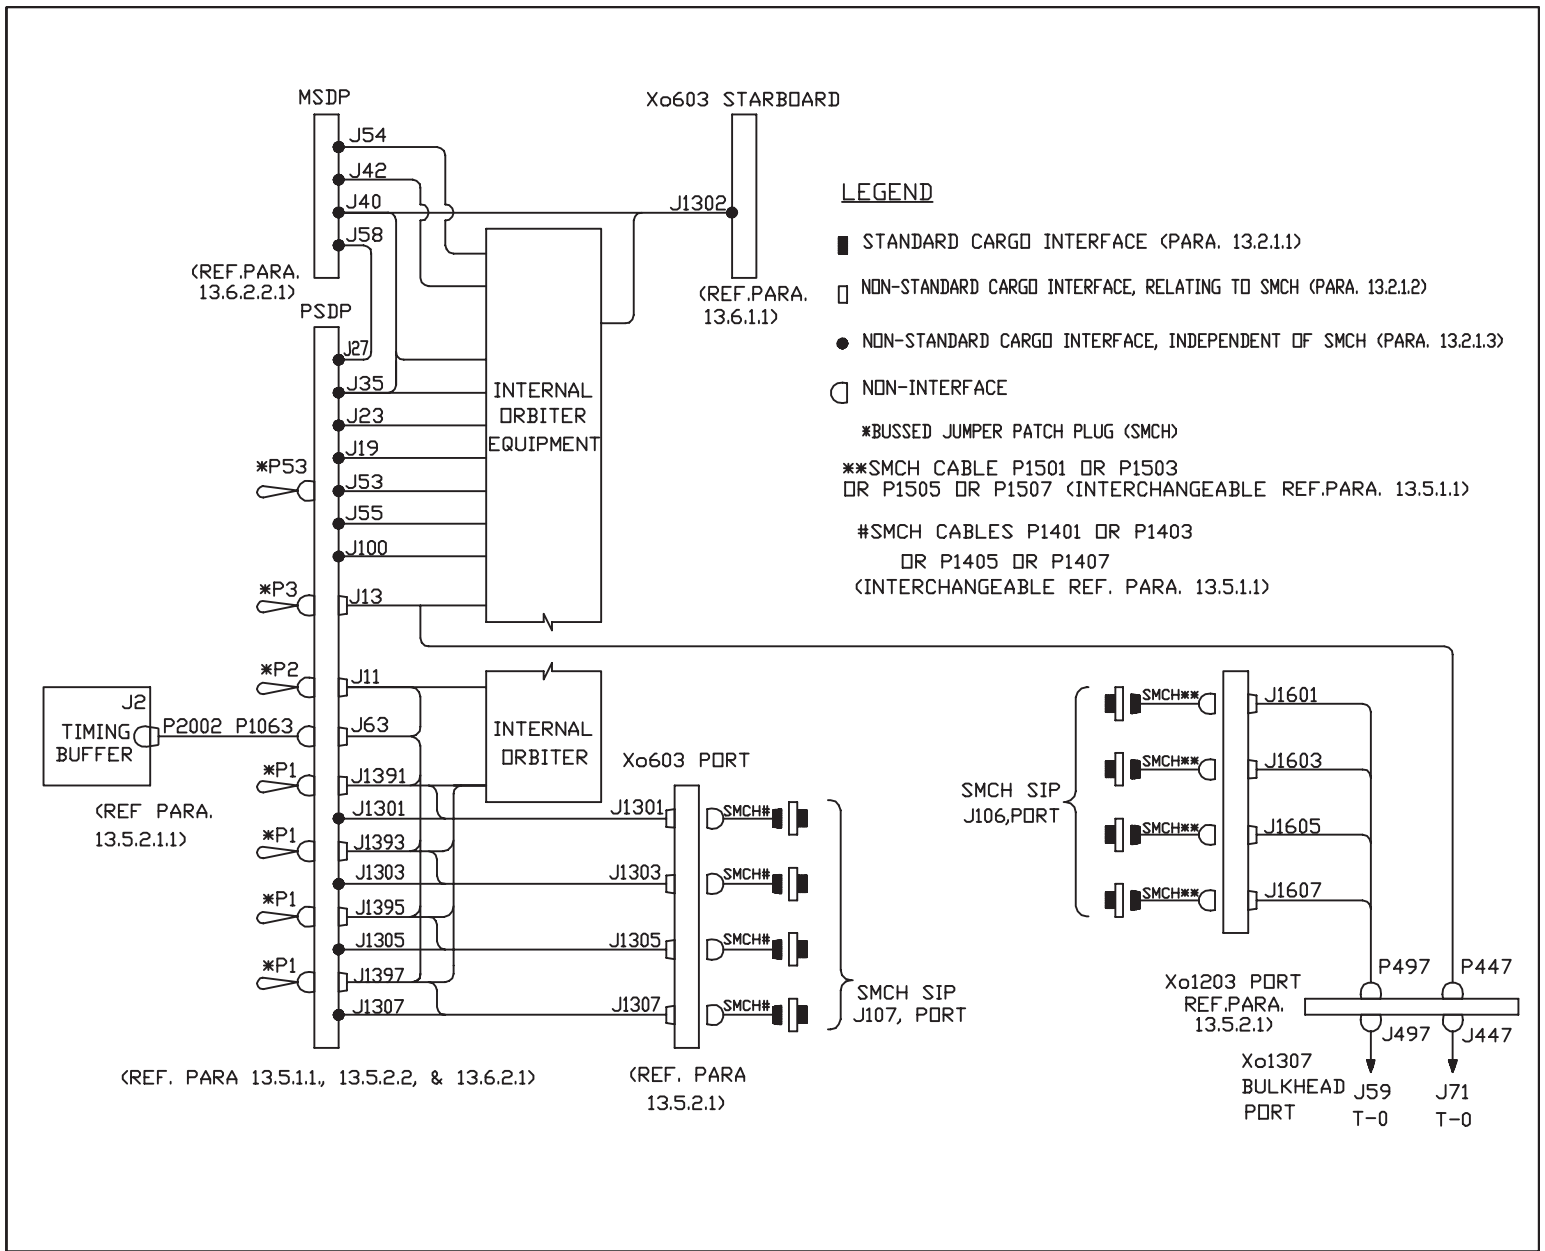 MSDP
J54
J42
J40
J58
(REF.PARA.
13.6.2.2.1)
Xo603 STARBOARD
J1302
(REF.PARA.
13.6.1.1)
LEGEND
STANDARD CARGO INTERFACE (PARA. 13.2.1.1)
NON-STANDARD CARGO INTERFACE, RELATING TO SMCH (PARA. 13.2.1.2)
NON-STANDARD CARGO INTERFACE, INDEPENDENT OF SMCH (PARA. 13.2.1.3)
NON-INTERFACE
*BUSSED JUMPER PATCH PLUG (SMCH)
**SMCH CABLE P1501 OR P1503
OR P1505 OR P1507 (INTERCHANGEABLE REF.PARA. 13.5.1.1)
#SMCH CABLES P1401 OR P1403
OR P1405 OR P1407
(INTERCHANGEABLE REF. PARA. 13.5.1.1)
PSDP
J27
J35
J23
J19
*P53
J53
J55
J100
*P3
J13
*P2
J11
J63
*P1
J1391
J1301
*P1
J1393
J1303
*P1
J1395
J1305
*P1
J1397
J1307
INTERNAL
ORBITER
EQUIPMENT
INTERNAL
ORBITER
J2
TIMING
BUFFER
P2002 P1063
(REF PARA.
13.5.2.1.1)
(REF. PARA 13.5.1.1., 13.5.2.2, & 13.6.2.1)
Xo603 PORT
J1301
SMCH#
J1303
SMCH#
J1305
SMCH#
J1307
SMCH#
(REF. PARA
13.5.2.1)
SMCH SIP
J107, PORT
SMCH SIP
J106,PORT
SMCH**
J1601
SMCH**
J1603
SMCH**
J1605
SMCH**
J1607
P497
P447
Xo1203 PORT
REF.PARA.
13.5.2.1)
J497
J447
Xo1307
BULKHEAD
PORT
J59
T-0
J71
T-0